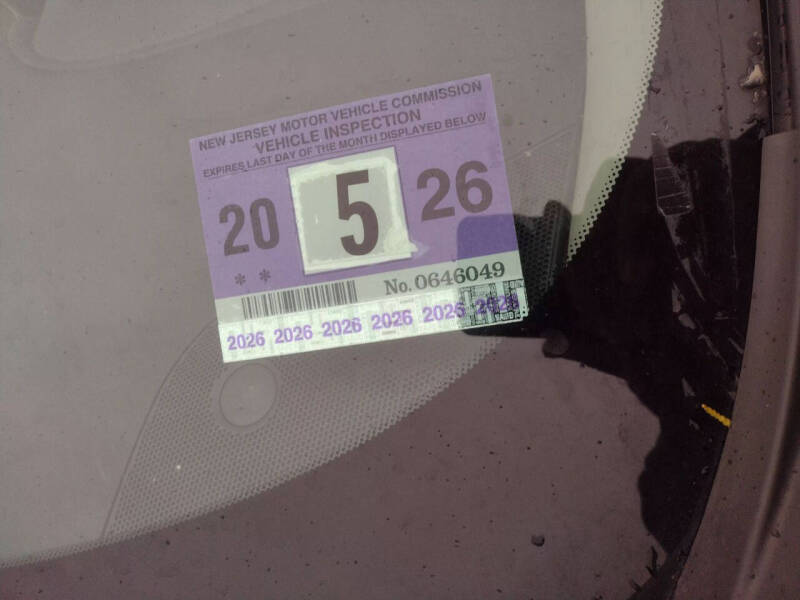 NEW JERSEY MOTOR VEHICLE COMMISSION
VEHICLE INSPECTION
EXPIRES LAST DAY OF THE MONTH DISPLAYED BELOW
20 5 26
* *
No. 0646049
2026 2026 2026 2026 2026 2026